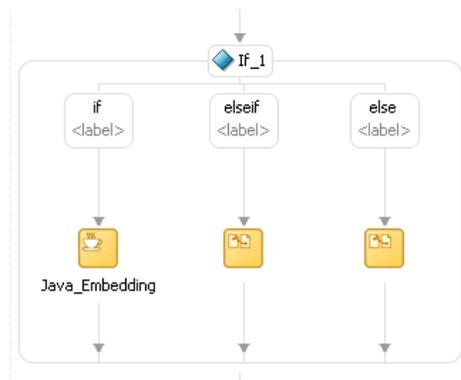 If_1
if
<label>
elseif
<label>
else
<label>
Java_Embedding